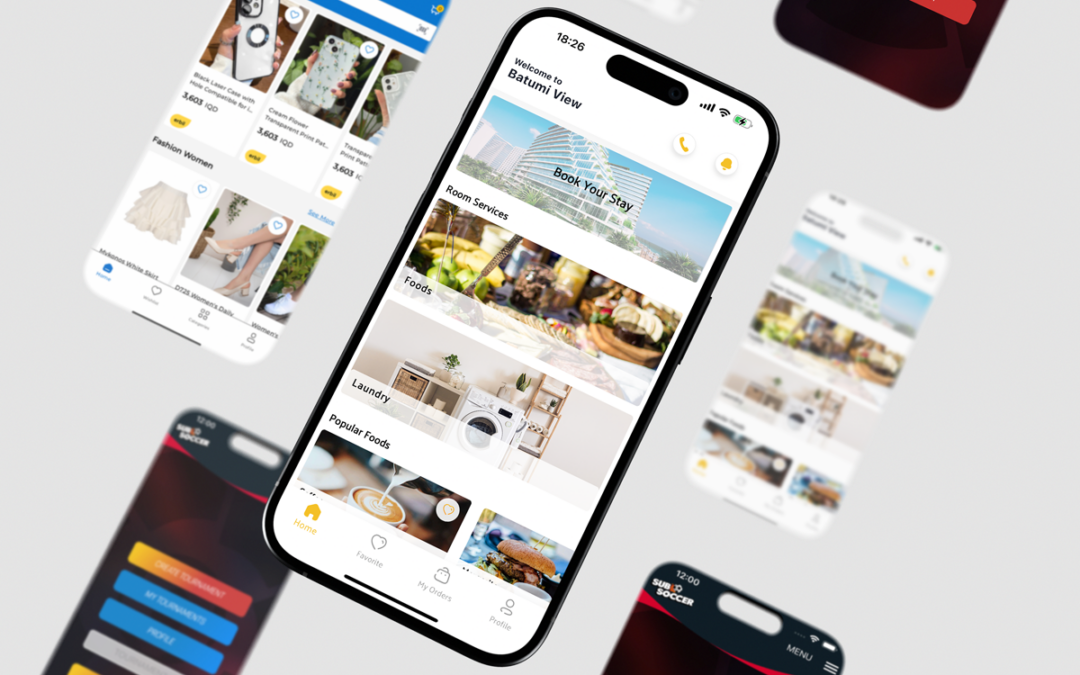 Black Laser Case with
Hole Compatible for i...
3,603 IQD
Cream Flower
Transparent Print Pat...
3,603 IQD
Transpare
Print Pat
3,603
Fashion Women
See More
Mykonos White Skirt
D725 Women's Daily
Women's
Home
Wishlist
Categories
Profile
18:26
Welcome to
Batumi View
Book Your Stay
Room Services
Foods
Laundry
Popular Foods
Home
Favorite
My Orders
Profile
18:26
Welcome to
Batumi View
Book Your Stay
12:00
SUB
SOCCER
CREATE TOURNAMENT
MY TOURNAMENTS
PROFILE
12:00
SUB
SOCCER
MENU